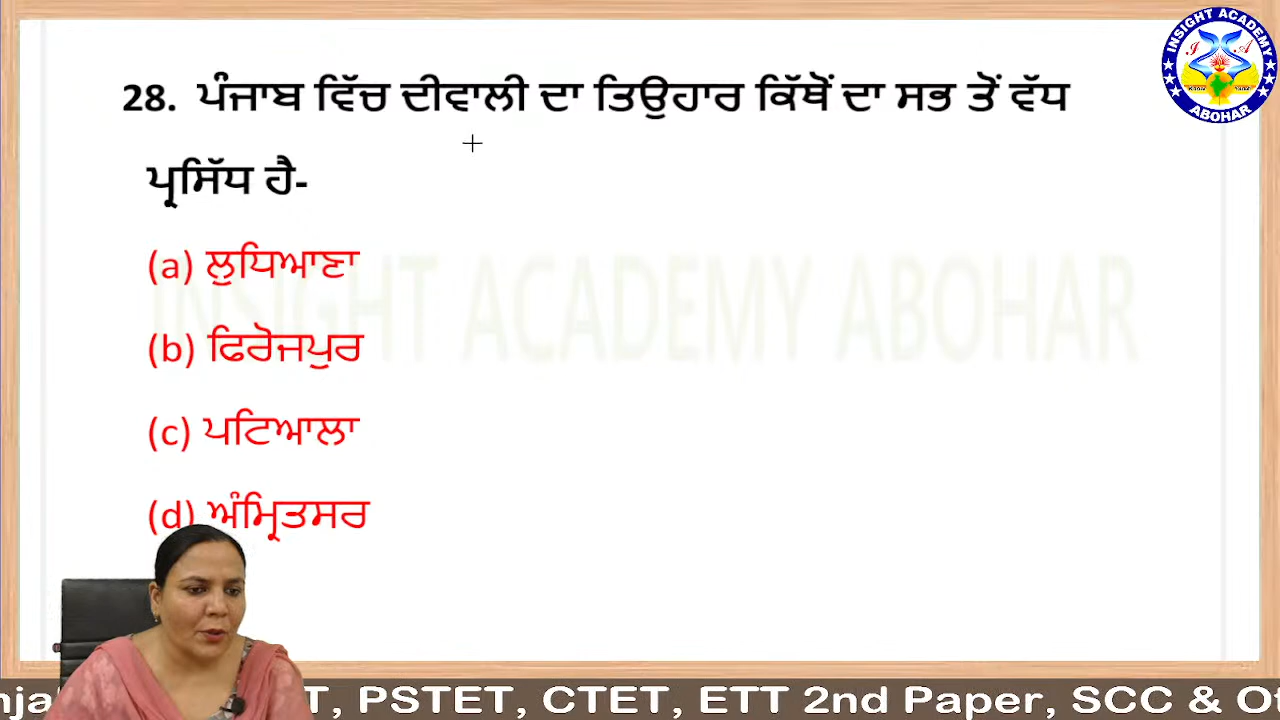 INSIGHT ACADEMY
ABOHAR
28. ਪੰਜਾਬ ਵਿੱਚ ਦੀਵਾਲੀ ਦਾ ਤਿਉਹਾਰ ਕਿੱਥੋਂ ਦਾ ਸਭ ਤੋਂ ਵੱਧ
ਪ੍ਰਸਿੱਧ ਹੈ-
(a) ਲੁਧਿਆਣਾ
INSIGHT ACADEMY ABOHAR
(b) ਫਿਰੋਜਪੁਰ
(c) ਪਟਿਆਲਾ
(d) ਅੰਮ੍ਰਿਤਸਰ
PSTET, CTET, ETT 2nd Paper, SCC &